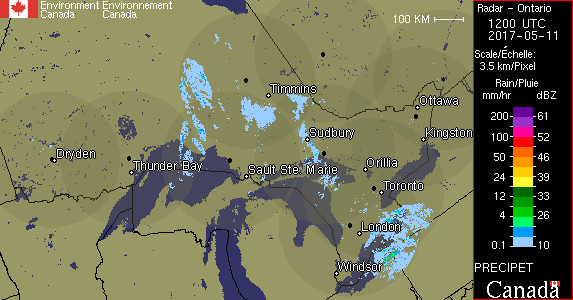 Environment Environnement
Canada Canada
100 KM
Timmins
Ottawa
Sudbury
Kingston
Dryden
Thunder Bay
Sault Ste. Marie
Orillia
Toronto
London
Windsor
Radar - Ontario
1200 UTC
2017-05-11
Scale/Échelle:
3.5 km/Pixel
Rain/Pluie
mm/hr dBZ
200 61
100 56
52
50 46
24 39
12 33
4 26
20
0.1 10
PRECIPET
Canada